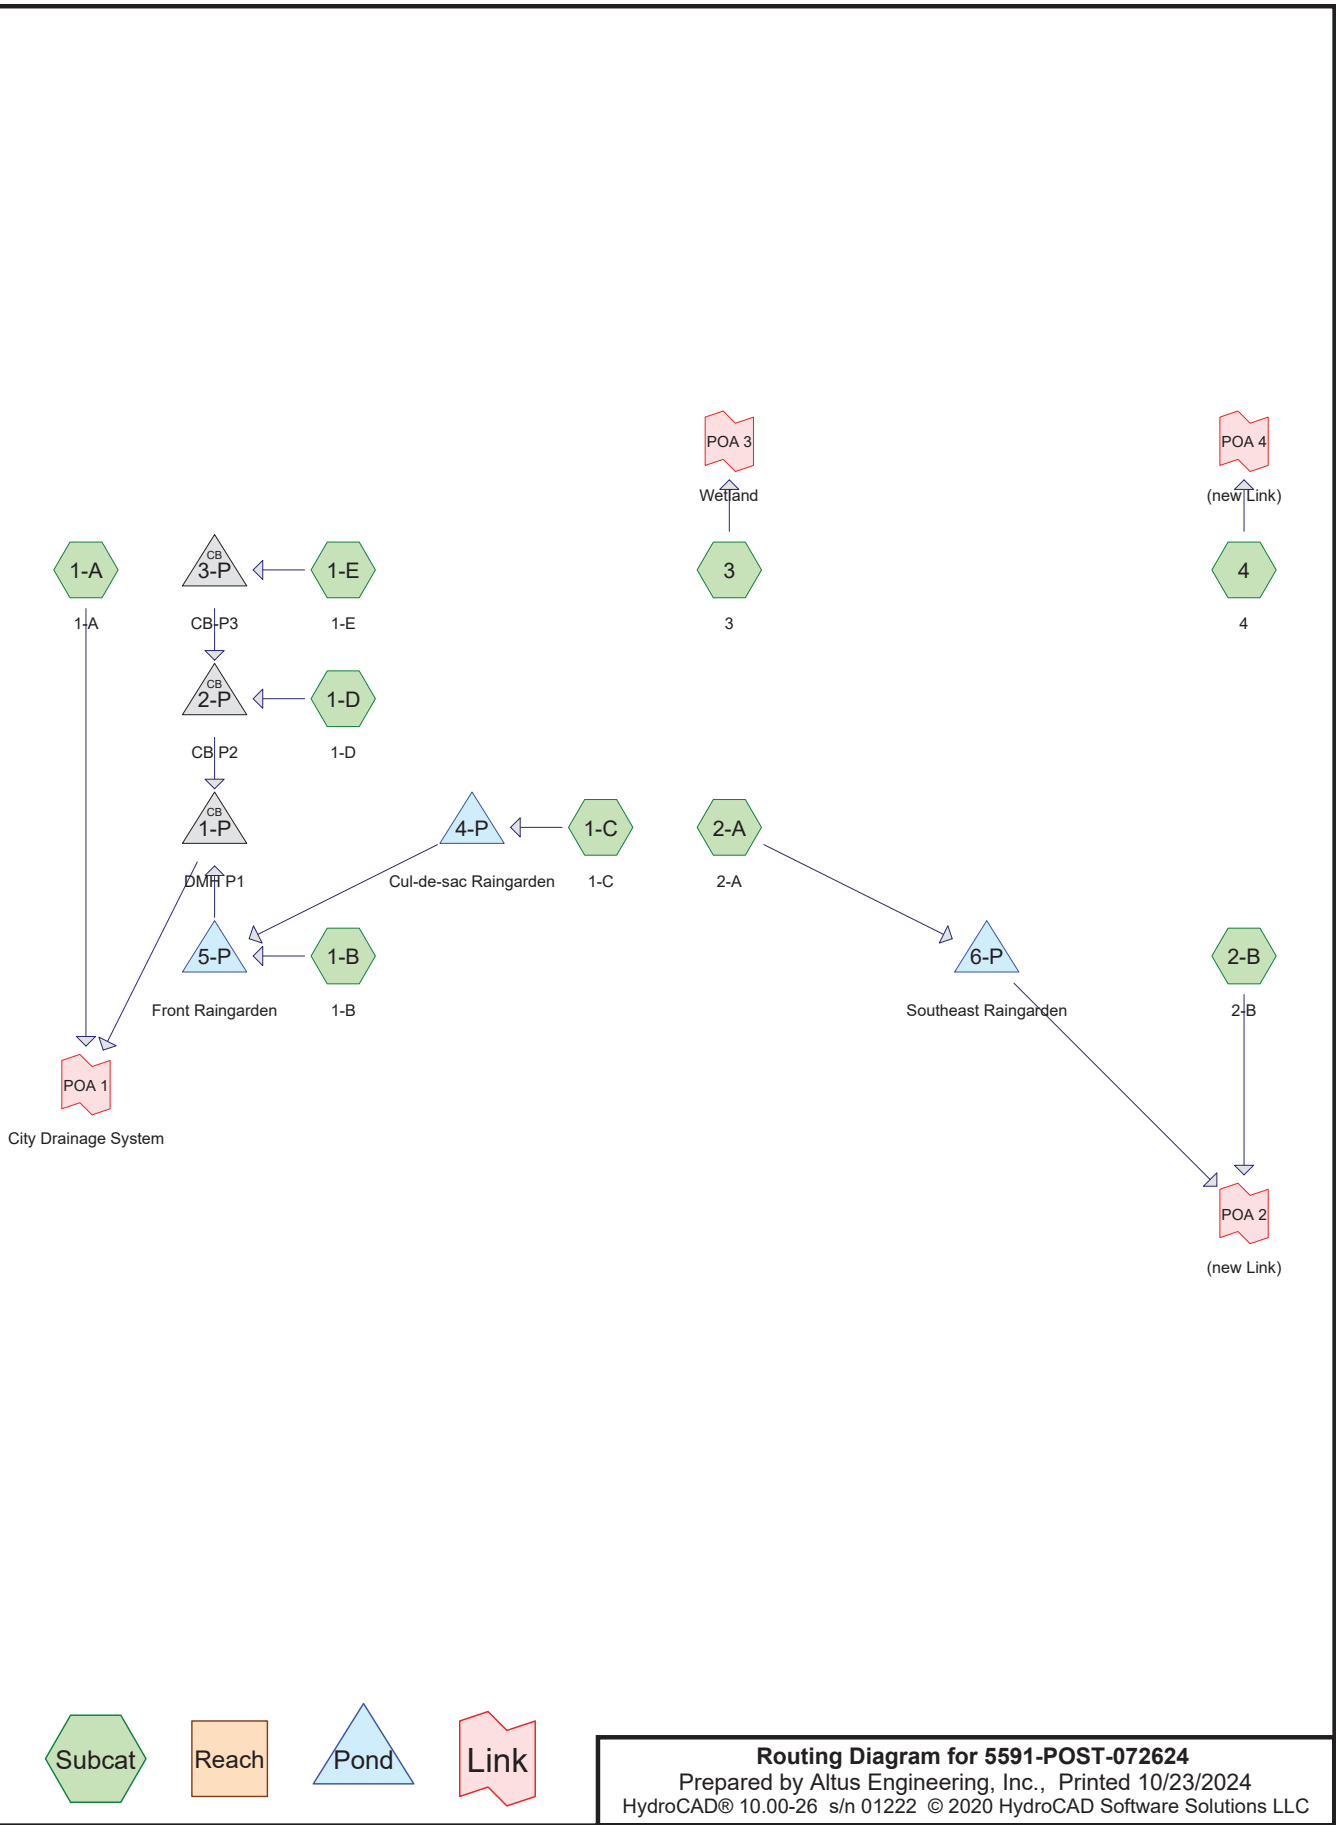 POA 3
POA 4
Wetland
(new Link)
1-A
CB
3-P
1-E
3
4
1-A
CB-P3
1-E
3
4
CB
2-P
1-D
CB P2
1-D
CB
1-P
4-P
1-C
2-A
DMH P1
Cul-de-sac Raingarden
1-C
2-A
5-P
1-B
6-P
2-B
Front Raingarden
1-B
Southeast Raingarden
2-B
POA 1
City Drainage System
POA 2
(new Link)
Subcat
Reach
Pond
Link
Routing Diagram for 5591-POST-072624
Prepared by Altus Engineering, Inc.,  Printed 10/23/2024
HydroCAD® 10.00-26  s/n 01222  © 2020 HydroCAD Software Solutions LLC